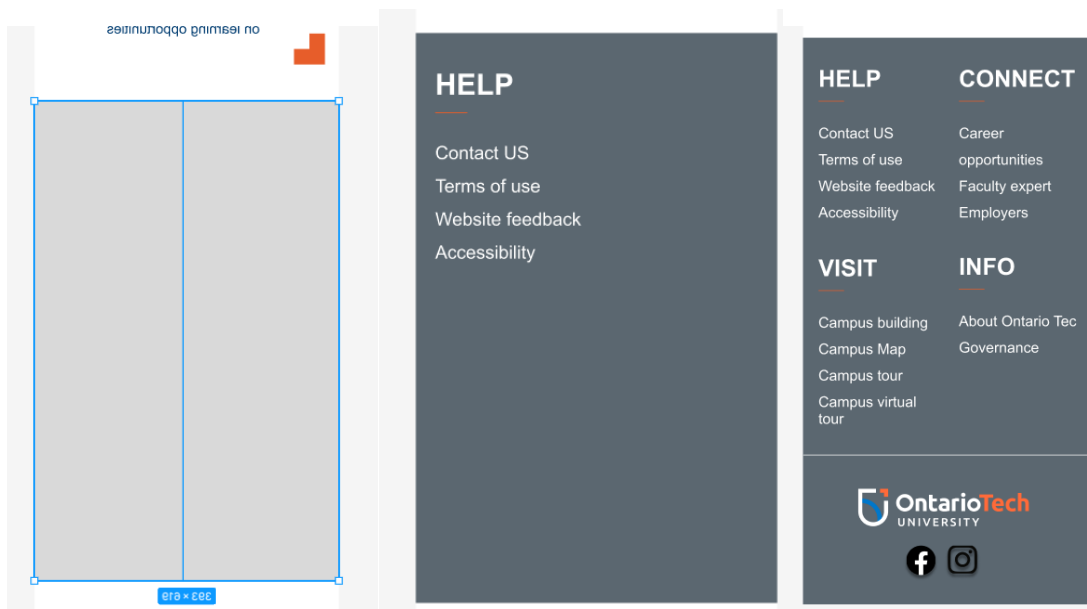 on learning opportunities
393 × 619
HELP
Contact US
Terms of use
Website feedback
Accessibility
HELP
Contact US
Terms of use
Website feedback
Accessibility
CONNECT
Career
opportunities
Faculty expert
Employers
VISIT
Campus building
Campus Map
Campus tour
Campus virtual
tour
INFO
About Ontario Tec
Governance
OntarioTech
UNIVERSITY